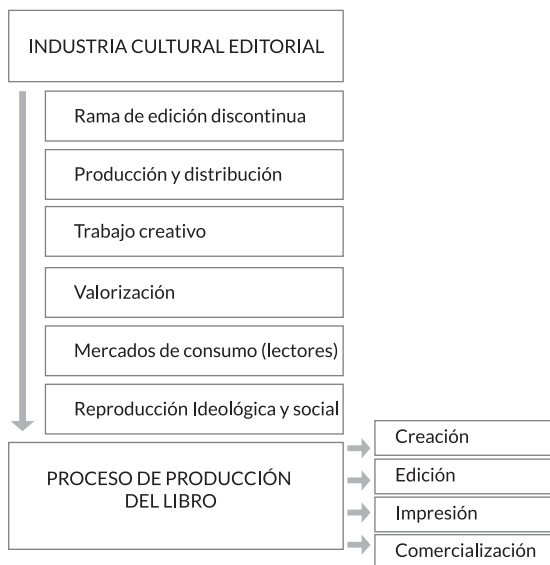 INDUSTRIA CULTURAL EDITORIAL
Rama de edición discontinua
Producción y distribución
Trabajo creativo
Valorización
Mercados de consumo (lectores)
Reproducción Ideológica y social
PROCESO DE PRODUCCIÓN
DEL LIBRO
Creación
Edición
Impresión
Comercialización